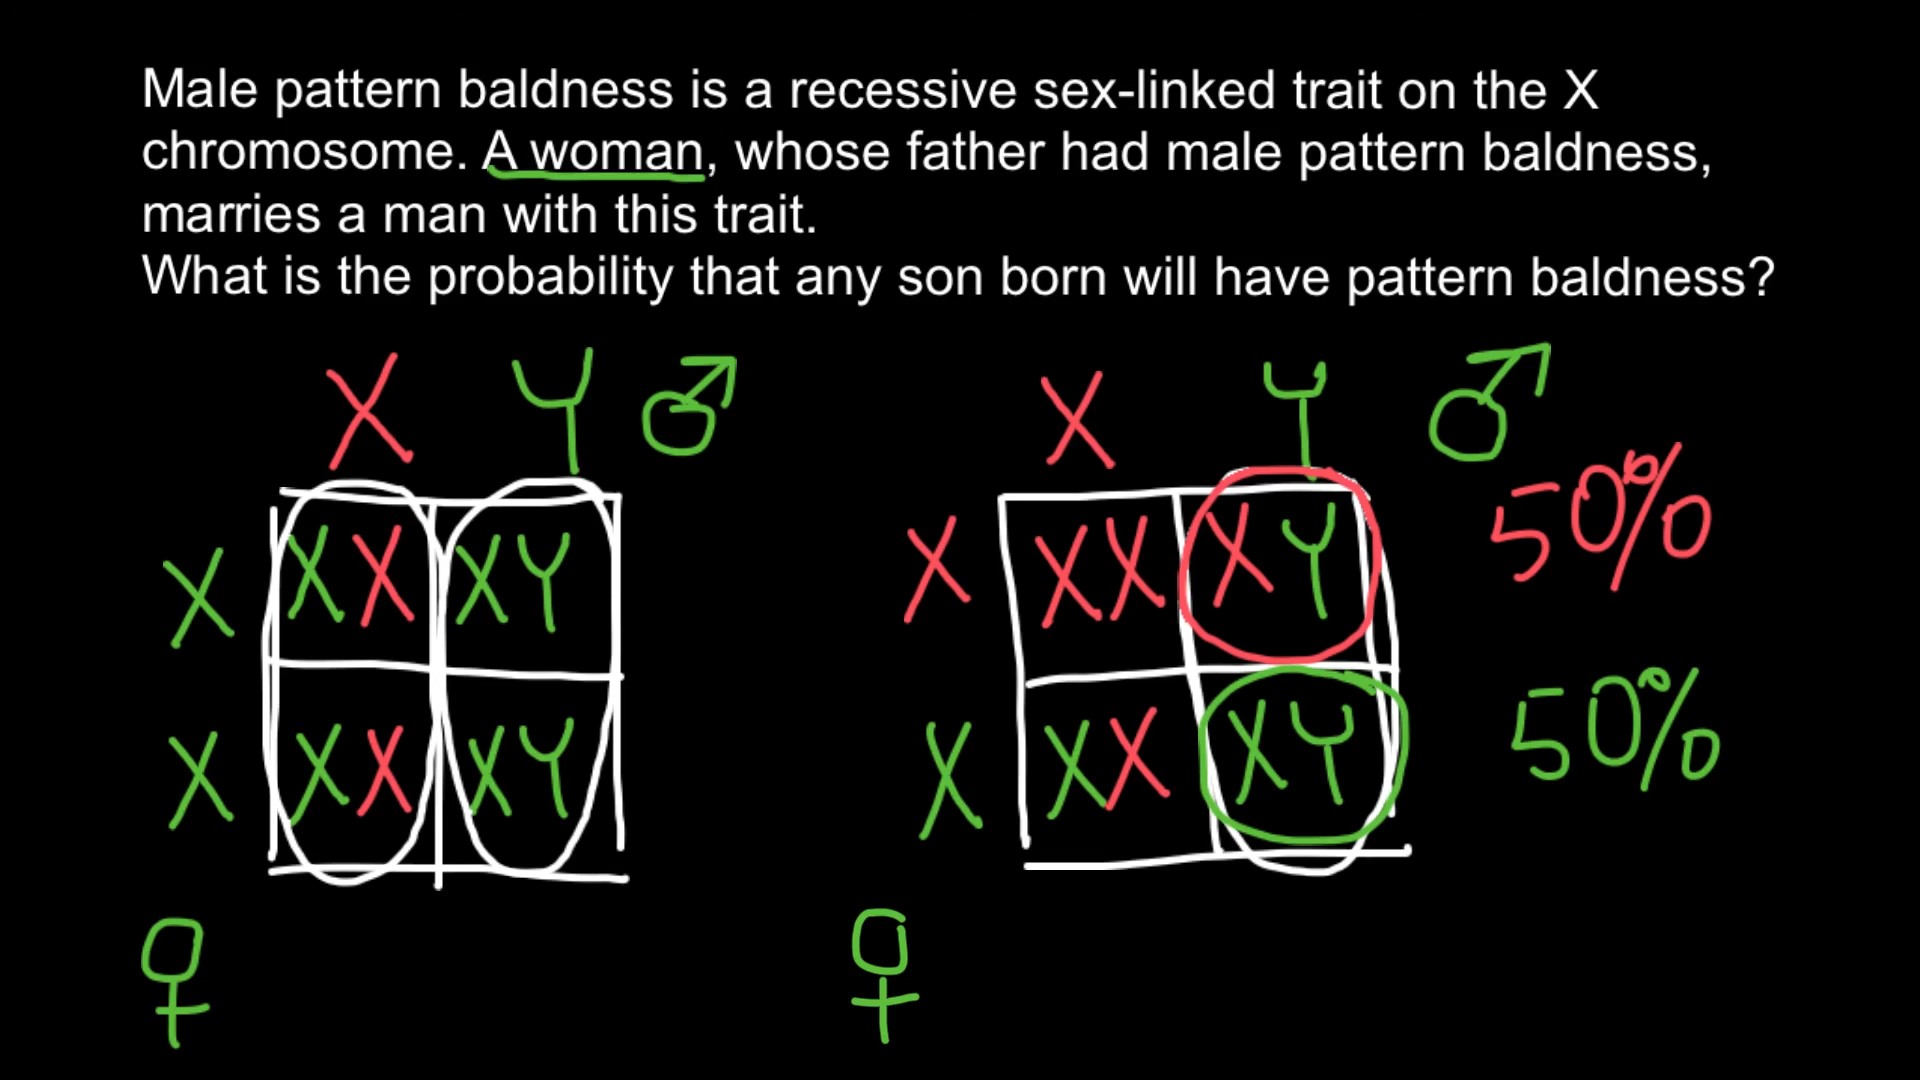 Male pattern baldness is a recessive sex-linked trait on the X
chromosome. A woman, whose father had male pattern baldness,
marries a man with this trait.
What is the probability that any son born will have pattern baldness?
X Y ♂
X XX XY
X XX XY
♀
X Y ♂
X XX XY 50%
X XX XY 50%
♀